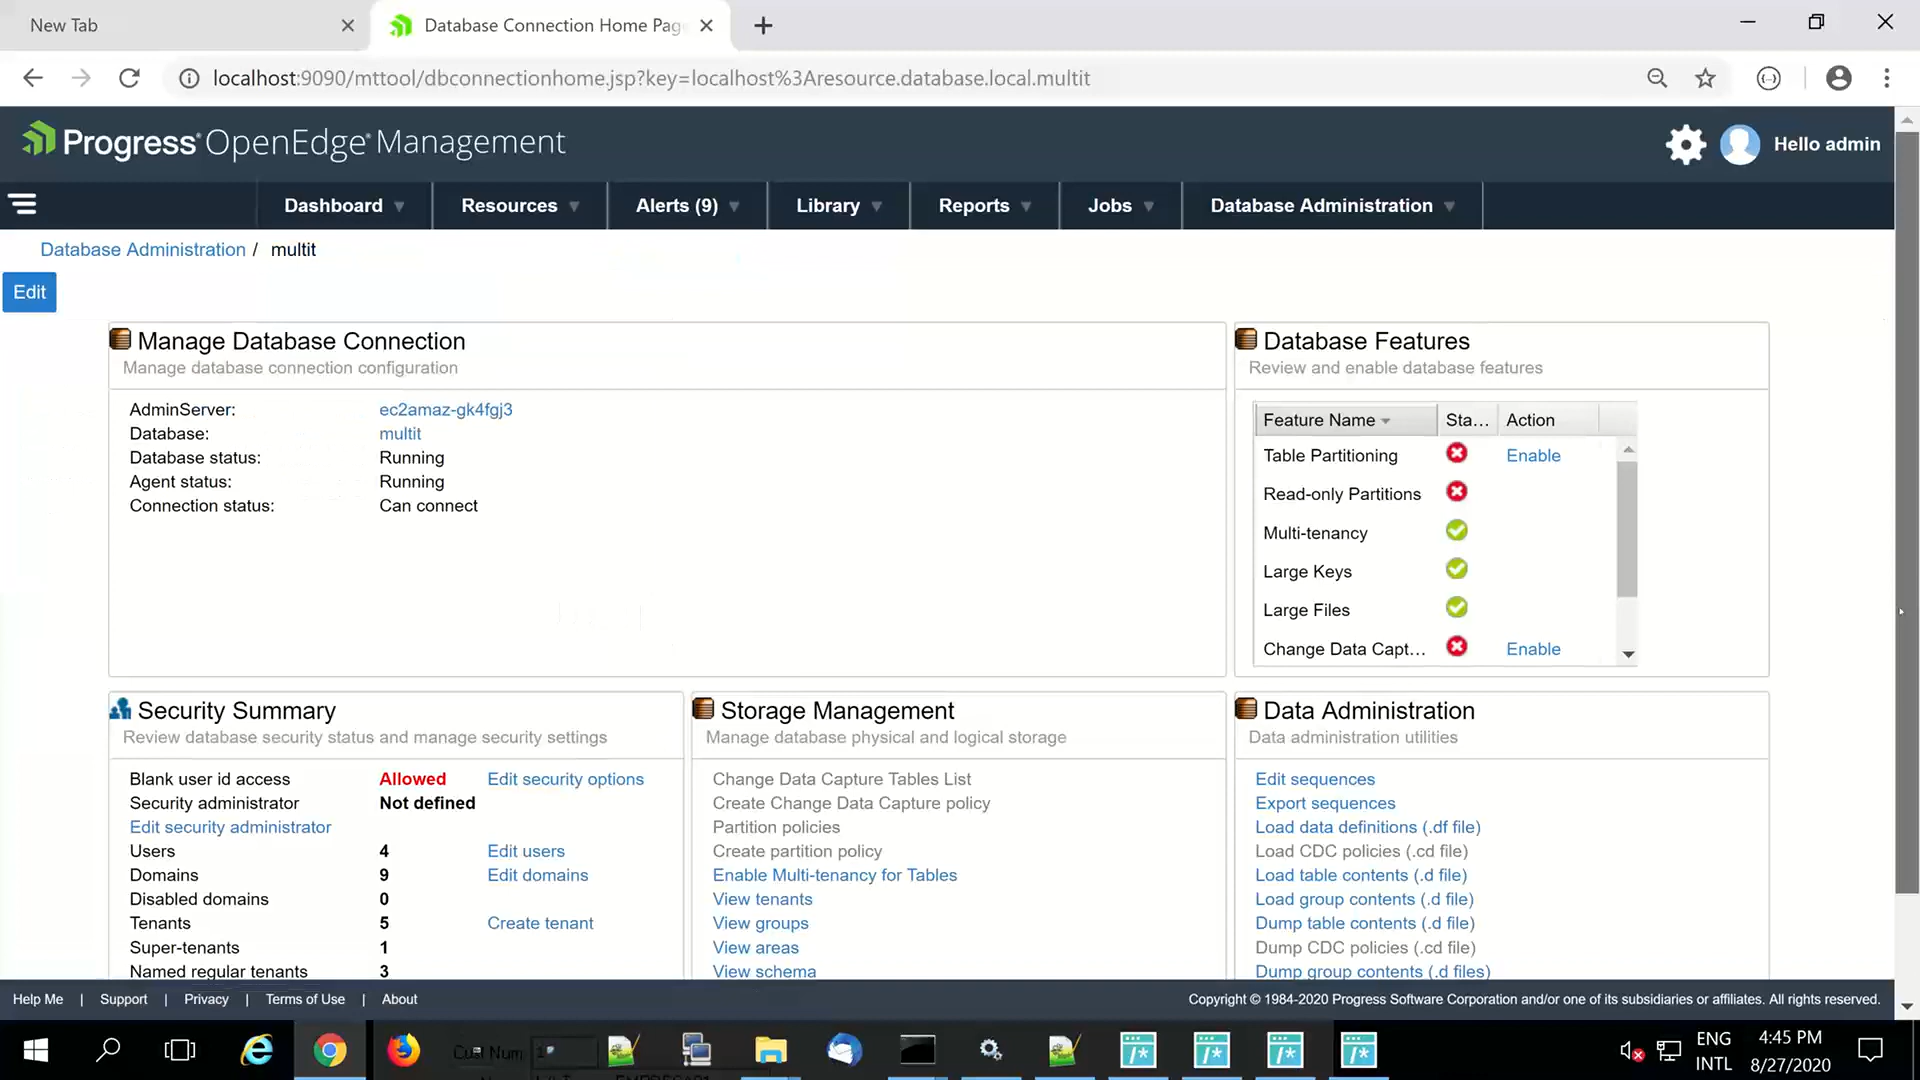 New Tab
Database Connection Home Pag
localhost:9090/mttool/dbconnectionhome.jsp?key=localhost%3Aresource.database.local.multit
Progress OpenEdge Management
Hello admin
Dashboard
Resources
Alerts (9)
Library
Reports
Jobs
Database Administration
Database Administration / multit
Edit
Manage Database Connection
Manage database connection configuration
AdminServer: ec2amaz-gk4fgj3
Database: multit
Database status: Running
Agent status: Running
Connection status: Can connect
Database Features
Review and enable database features
Feature Name Sta... Action
Table Partitioning Enable
Read-only Partitions
Multi-tenancy
Large Keys
Large Files
Change Data Capt... Enable
Security Summary
Review database security status and manage security settings
Blank user id access Allowed Edit security options
Security administrator Not defined
Edit security administrator
Users 4 Edit users
Domains 9 Edit domains
Disabled domains 0
Tenants 5 Create tenant
Super-tenants 1
Named regular tenants 3
Storage Management
Manage database physical and logical storage
Change Data Capture Tables List
Create Change Data Capture policy
Partition policies
Create partition policy
Enable Multi-tenancy for Tables
View tenants
View groups
View areas
View schema
Data Administration
Data administration utilities
Edit sequences
Export sequences
Load data definitions (.df file)
Load CDC policies (.cd file)
Load table contents (.d file)
Load group contents (.d file)
Dump table contents (.d file)
Dump CDC policies (.cd file)
Dump group contents (.d files)
Help Me | Support | Privacy | Terms of Use | About
Copyright © 1984-2020 Progress Software Corporation and/or one of its subsidiaries or affiliates. All rights reserved.
Cust Num
ENG
INTL
4:45 PM
8/27/2020